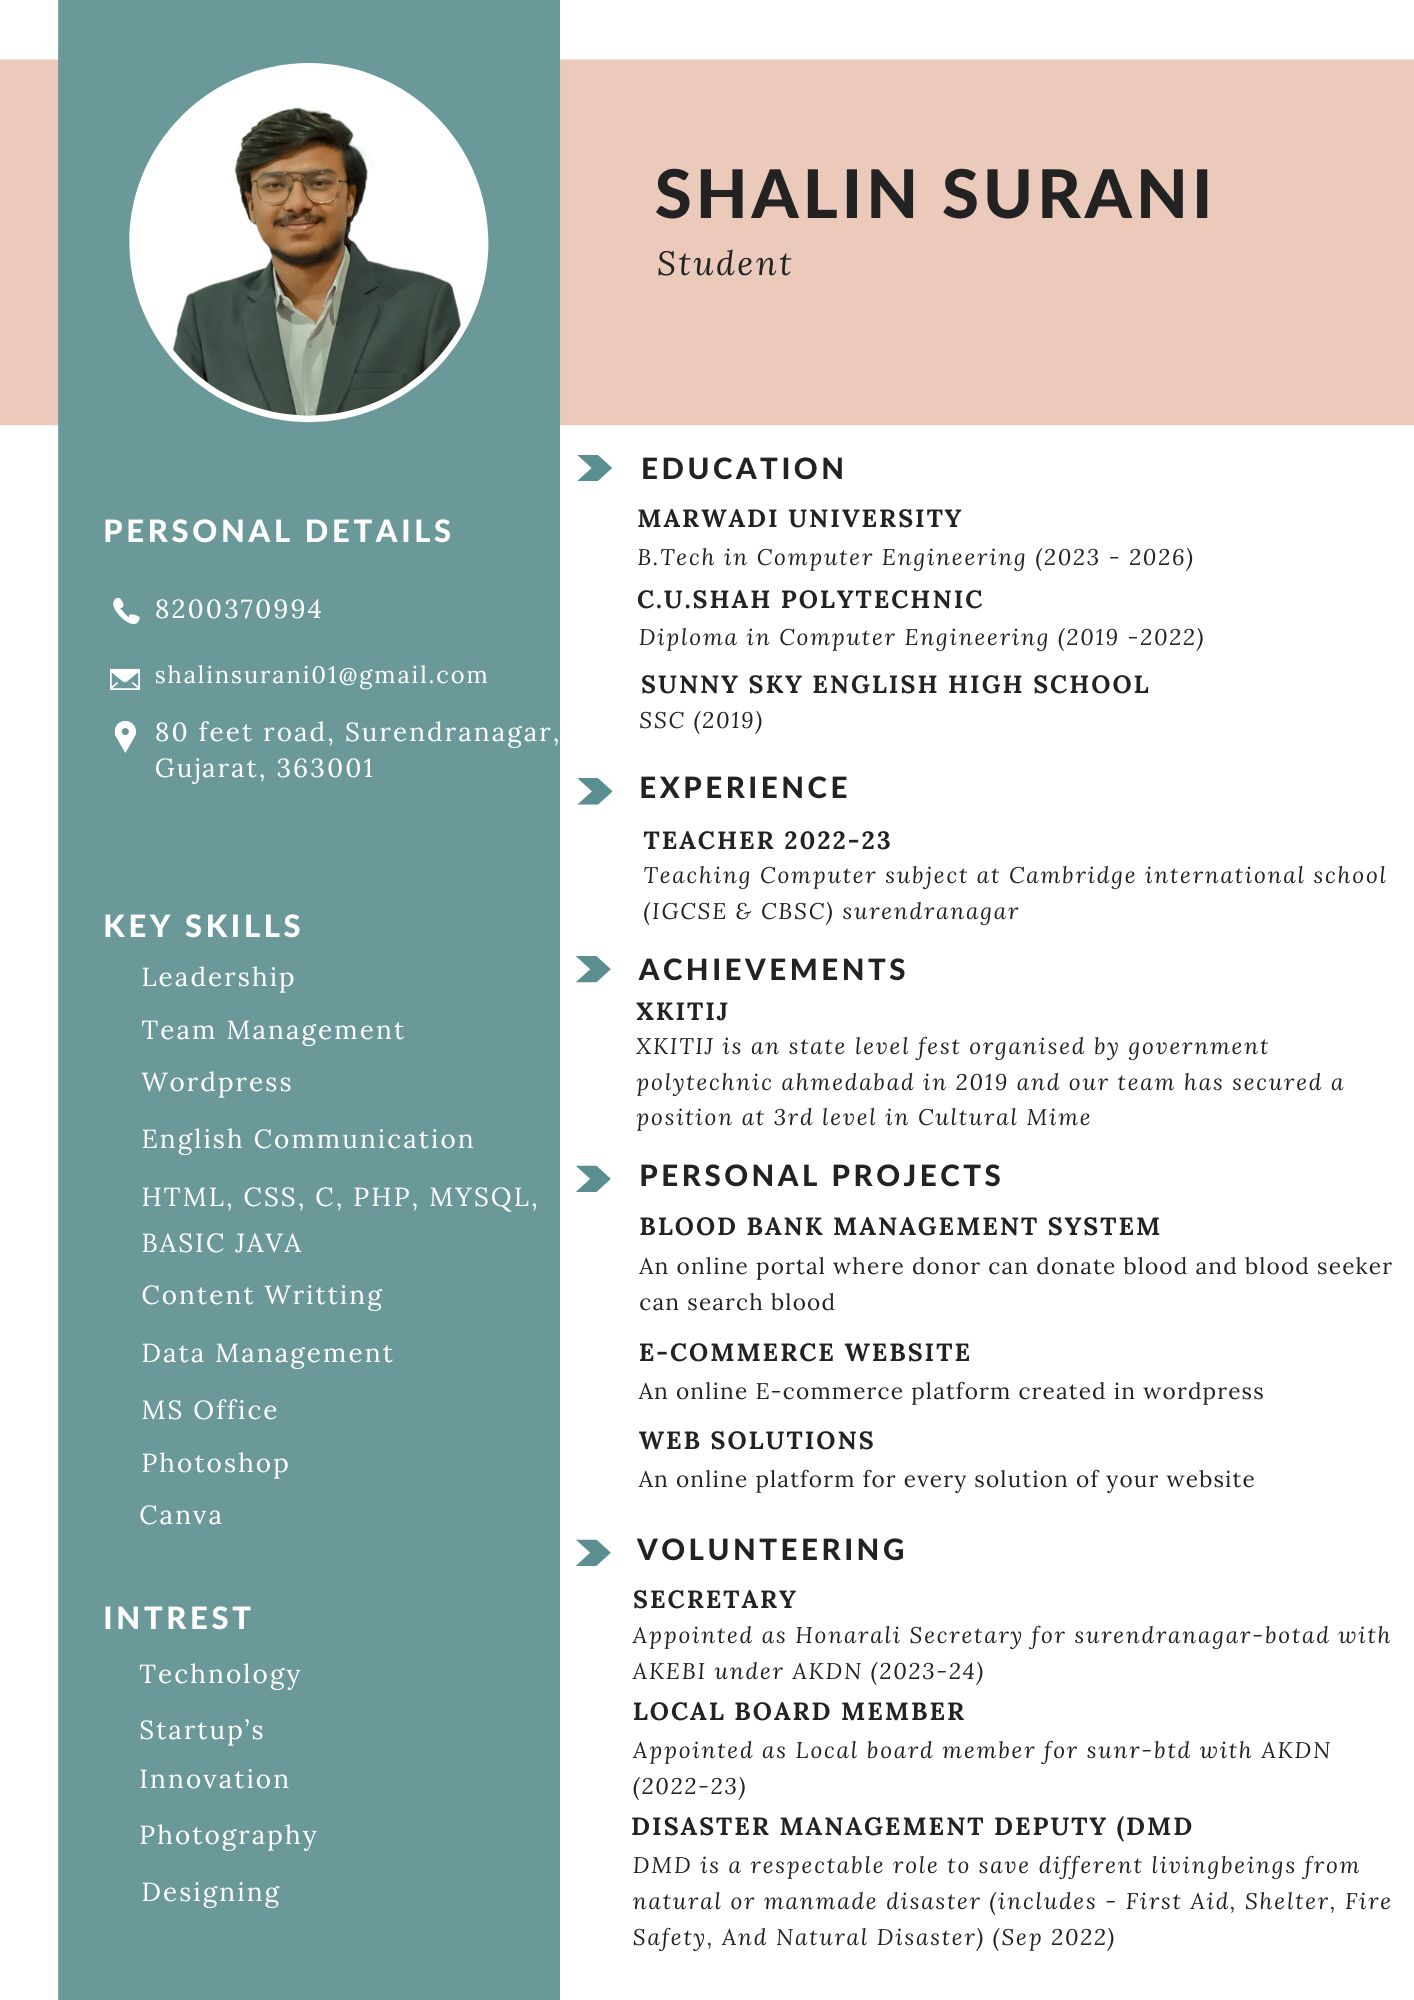 SHALIN SURANI
Student
PERSONAL DETAILS
8200370994
shalinsurani01@gmail.com
80 feet road, Surendranagar,
Gujarat, 363001
KEY SKILLS
Leadership
Team Management
Wordpress
English Communication
HTML, CSS, C, PHP, MYSQL,
BASIC JAVA
Content Writting
Data Management
MS Office
Photoshop
Canva
INTREST
Technology
Startup's
Innovation
Photography
Designing
EDUCATION
MARWADI UNIVERSITY
B.Tech in Computer Engineering (2023 - 2026)
C.U.SHAH POLYTECHNIC
Diploma in Computer Engineering (2019 -2022)
SUNNY SKY ENGLISH HIGH SCHOOL
SSC (2019)
EXPERIENCE
TEACHER 2022-23
Teaching Computer subject at Cambridge international school
(IGCSE & CBSC) surendranagar
ACHIEVEMENTS
XKITIJ
XKITIJ is an state level fest organised by government
polytechnic ahmedabad in 2019 and our team has secured a
position at 3rd level in Cultural Mime
PERSONAL PROJECTS
BLOOD BANK MANAGEMENT SYSTEM
An online portal where donor can donate blood and blood seeker
can search blood
E-COMMERCE WEBSITE
An online E-commerce platform created in wordpress
WEB SOLUTIONS
An online platform for every solution of your website
VOLUNTEERING
SECRETARY
Appointed as Honarali Secretary for surendranagar-botad with
AKEBI under AKDN (2023-24)
LOCAL BOARD MEMBER
Appointed as Local board member for sunr-btd with AKDN
(2022-23)
DISASTER MANAGEMENT DEPUTY (DMD
DMD is a respectable role to save different livingbeings from
natural or manmade disaster (includes - First Aid, Shelter, Fire
Safety, And Natural Disaster) (Sep 2022)